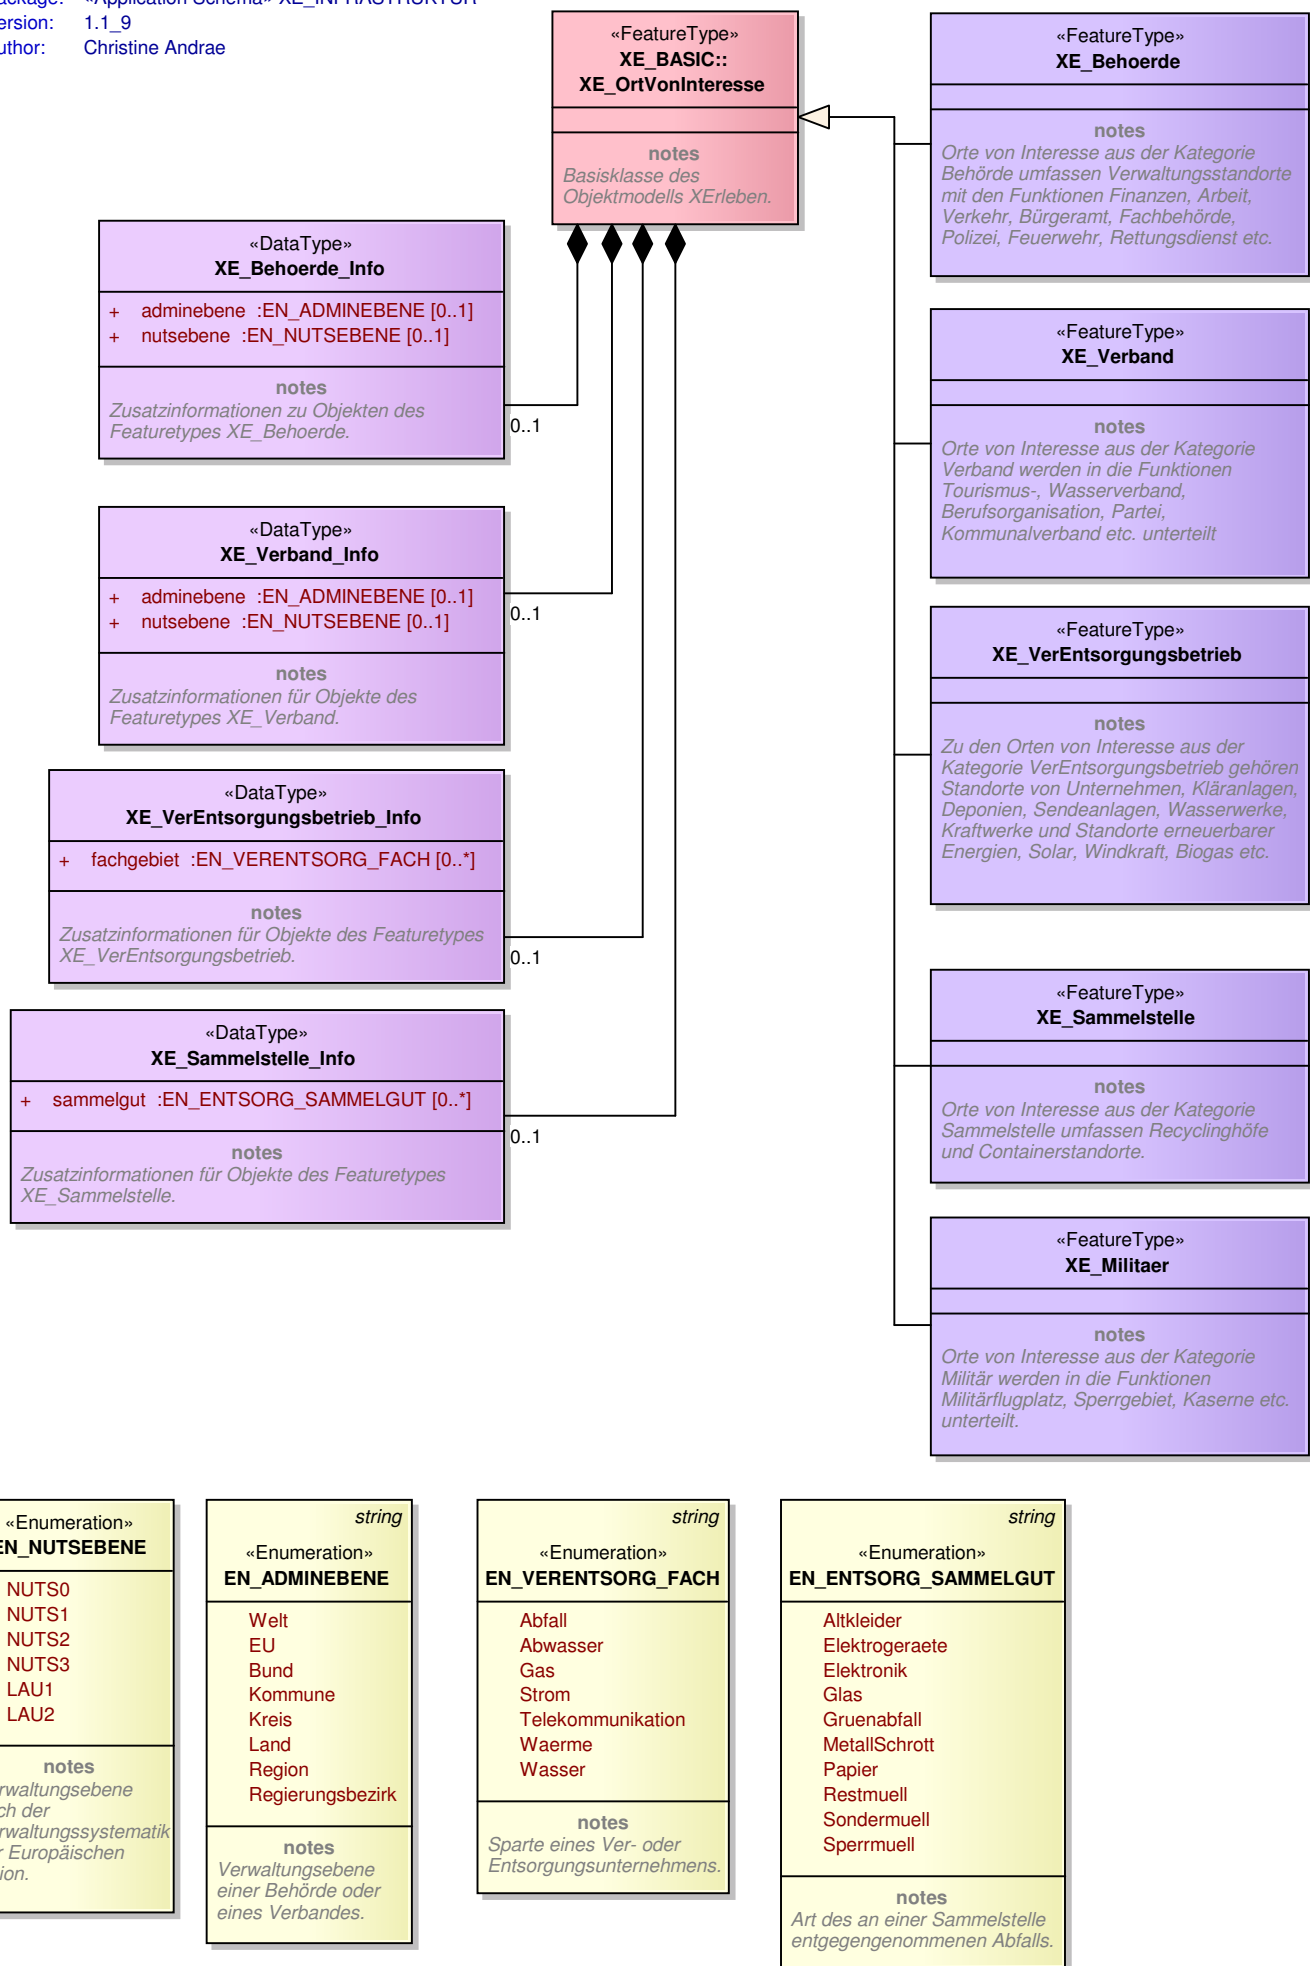 «Application Schema» XE_INFRASTRUKTUR
1.1_9
Christine Andrae
«FeatureType»
XE_BASIC::
XE_OrtVonInteresse
notes
Basisklasse des
Objektmodells XErleben.
«DataType»
XE_Behoerde_Info
+ adminebene :EN_ADMINEBENE [0..1]
+ nutsebene :EN_NUTSEBENE [0..1]
notes
Zusatzinformationen zu Objekten des
Featuretypes XE_Behoerde.
0..1
«DataType»
XE_Verband_Info
+ adminebene :EN_ADMINEBENE [0..1]
+ nutsebene :EN_NUTSEBENE [0..1]
notes
Zusatzinformationen für Objekte des
Featuretypes XE_Verband.
0..1
«DataType»
XE_VerEntsorgungsbetrieb_Info
+ fachgebiet :EN_VERENTSORG_FACH [0..*]
notes
Zusatzinformationen für Objekte des Featuretypes
XE_VerEntsorgungsbetrieb.
0..1
«DataType»
XE_Sammelstelle_Info
+ sammelgut :EN_ENTSORG_SAMMELGUT [0..*]
notes
Zusatzinformationen für Objekte des Featuretypes
XE_Sammelstelle.
0..1
«FeatureType»
XE_Behoerde
notes
Orte von Interesse aus der Kategorie
Behörde umfassen Verwaltungsstandorte
mit den Funktionen Finanzen, Arbeit,
Verkehr, Bürgeramt, Fachbehörde,
Polizei, Feuerwehr, Rettungsdienst etc.
«FeatureType»
XE_Verband
notes
Orte von Interesse aus der Kategorie
Verband werden in die Funktionen
Tourismus-, Wasserverband,
Berufsorganisation, Partei,
Kommunalverband etc. unterteilt
«FeatureType»
XE_VerEntsorgungsbetrieb
notes
Zu den Orten von Interesse aus der
Kategorie VerEntsorgungsbetrieb gehören
Standorte von Unternehmen, Kläranlagen,
Deponien, Sendeanlagen, Wasserwerke,
Kraftwerke und Standorte erneuerbarer
Energien, Solar, Windkraft, Biogas etc.
«FeatureType»
XE_Sammelstelle
notes
Orte von Interesse aus der Kategorie
Sammelstelle umfassen Recyclinghöfe
und Containerstandorte.
«FeatureType»
XE_Militaer
notes
Orte von Interesse aus der Kategorie
Militär werden in die Funktionen
Militärflugplatz, Sperrgebiet, Kaserne etc.
unterteilt.
«Enumeration»
EN_NUTSEBENE
NUTS0
NUTS1
NUTS2
NUTS3
LAU1
LAU2
notes
rwaltungsebene
ch der
rwaltungssystematik
r Europäischen
ion.
string
«Enumeration»
EN_ADMINEBENE
Welt
EU
Bund
Kommune
Kreis
Land
Region
Regierungsbezirk
notes
Verwaltungsebene
einer Behörde oder
eines Verbandes.
string
«Enumeration»
EN_VERENTSORG_FACH
Abfall
Abwasser
Gas
Strom
Telekommunikation
Waerme
Wasser
notes
Sparte eines Ver- oder
Entsorgungsunternehmens.
string
«Enumeration»
EN_ENTSORG_SAMMELGUT
Altkleider
Elektrogeraete
Elektronik
Glas
Gruenabfall
MetallSchrott
Papier
Restmuell
Sondermuell
Sperrmuell
notes
Art des an einer Sammelstelle
entgegengenommenen Abfalls.